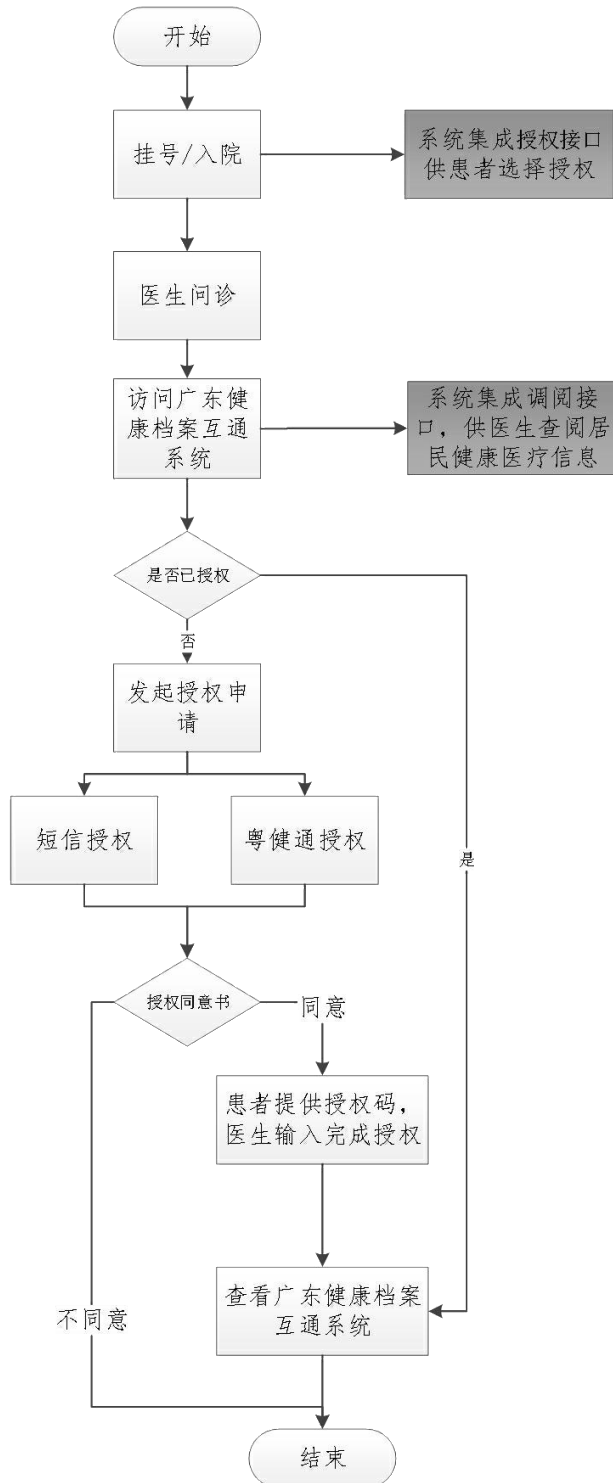 开始
挂号/入院
系统集成授权接口
供患者选择授权
医生问诊
访问广东健
康档案互通
系统
系统集成调阅接
口，供医生查阅居
民健康医疗信息
是否已授权
否
发起授权申
请
短信授权
粤健通授权
是
授权同意书
同意
患者提供授权码，
医生输入完成授权
查看广东健康档案
互通系统
不同意
结束